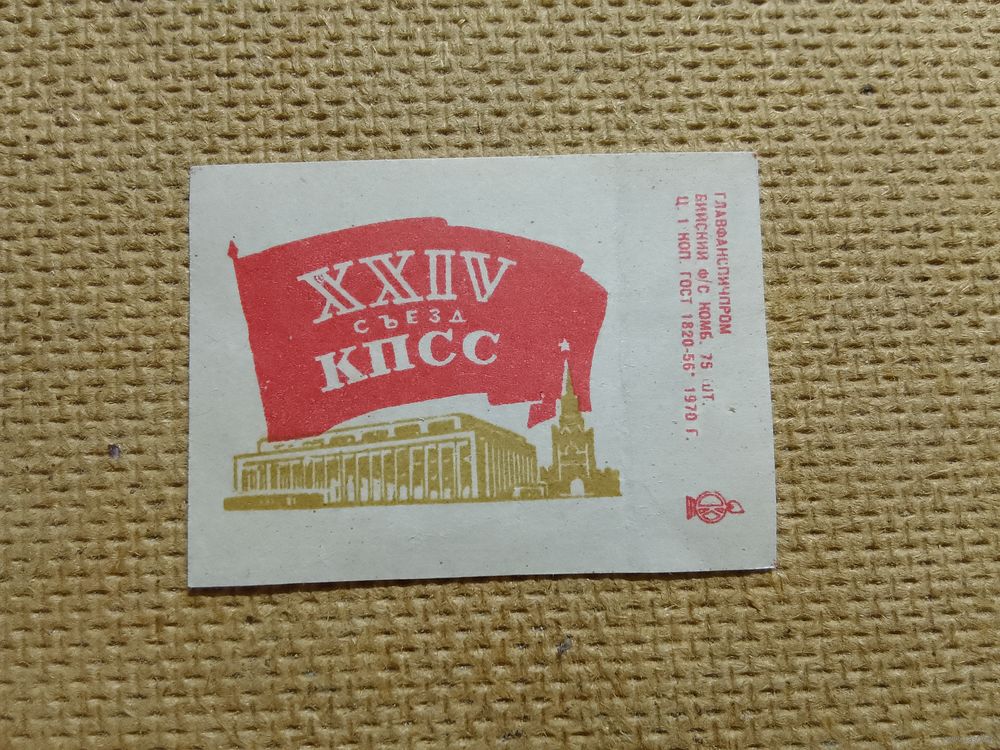 XXIV
СЪЕЗД
КПСС
ГЛАВФАНСПИЧПРОМ
БИЙСКИЙ Ф/С КОМБ. 75 ШТ.
Ц. 1 КОП. ГОСТ 1820-56* 1970 Г.